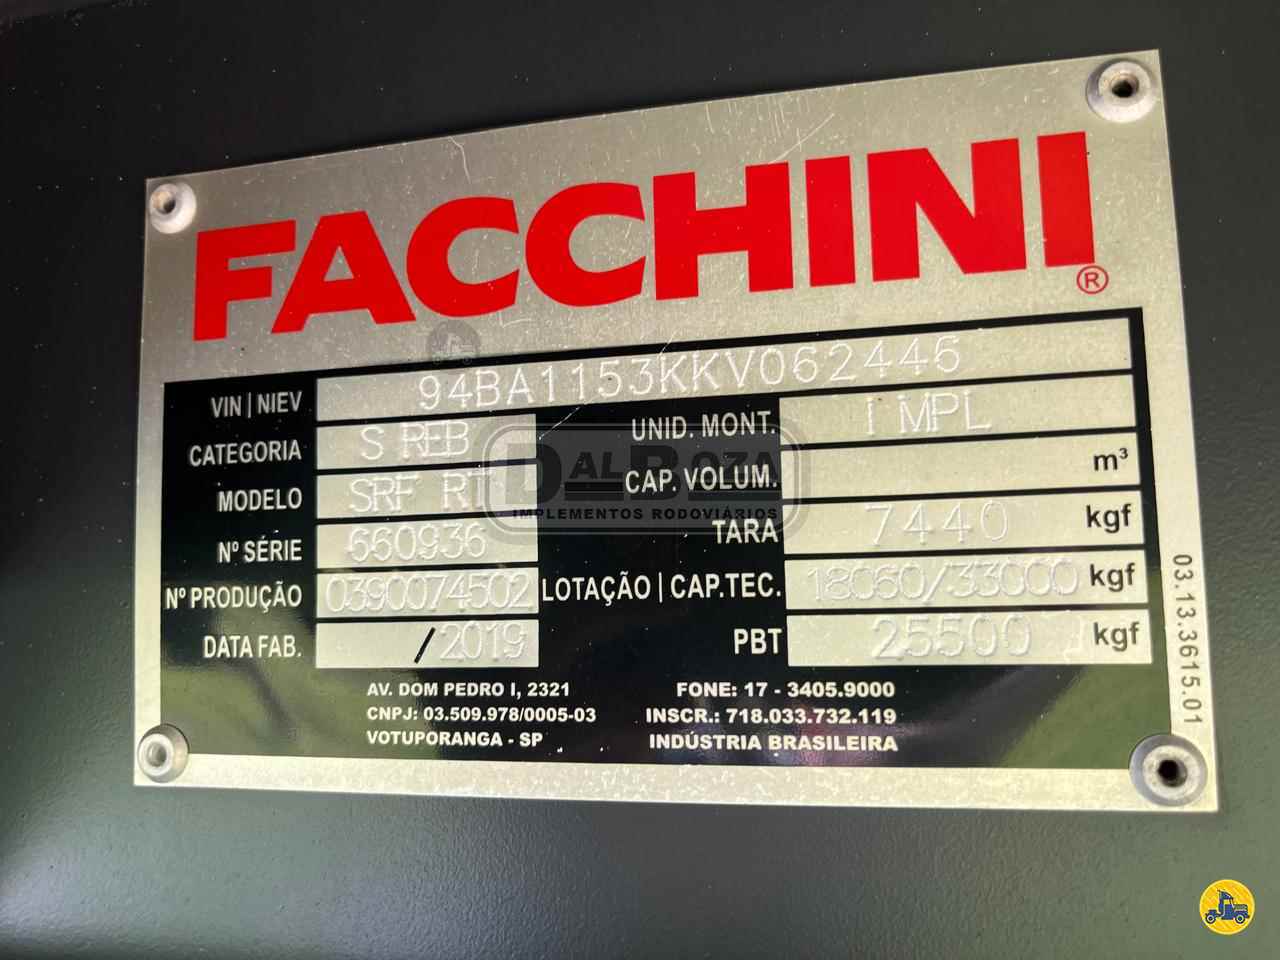 FACCHINI®
VIN | NIEV 94BA1153KKV062446
CATEGORIA S REB UNID. MONT. IMPL
MODELO SRF RT CAP. VOLUM. m³
Nº SÉRIE 660936 TARA 7440 kgf
Nº PRODUÇÃO 0390074502 LOTAÇÃO | CAP.TEC. 18060/33000 kgf
DATA FAB. /2019 PBT 25500 kgf
AV. DOM PEDRO I, 2321 FONE: 17 - 3405.9000
CNPJ: 03.509.978/0005-03 INSCR.: 718.033.732.119
VOTUPORANGA - SP INDÚSTRIA BRASILEIRA
03.13.3615.01
DALBOZA
IMPLEMENTOS RODOVIÁRIOS